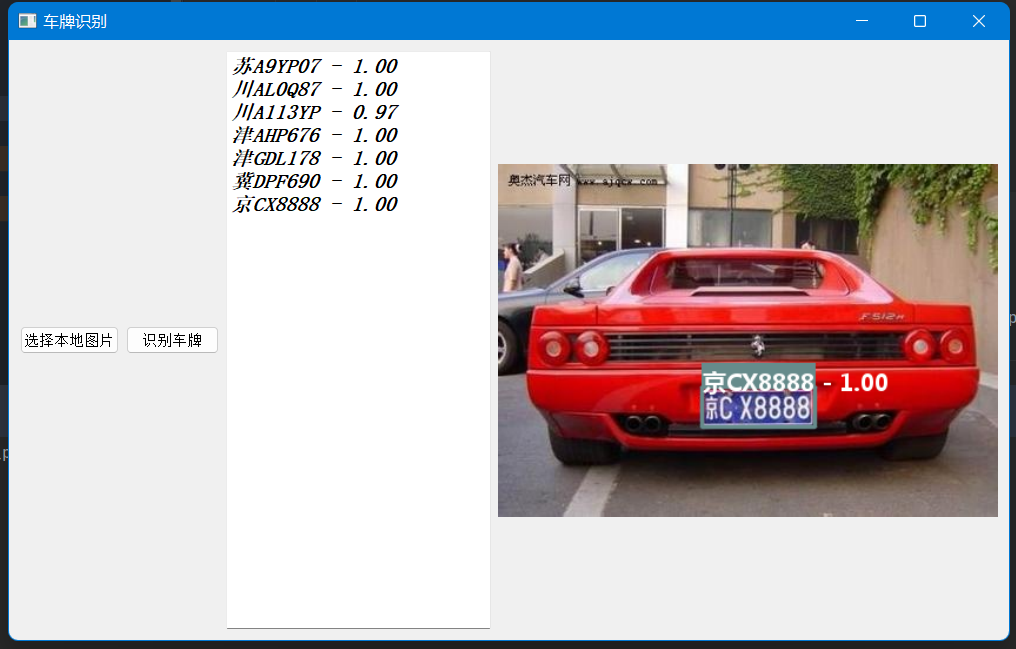 车牌识别
苏A9YP07 - 1.00
川AL0Q87 - 1.00
川A113YP - 0.97
津AHP676 - 1.00
津GDL178 - 1.00
冀DPF690 - 1.00
京CX8888 - 1.00
选择本地图片
识别车牌
奥杰汽车网 www.ajqcw.com
F512M
京CX8888 - 1.00
京C X8888